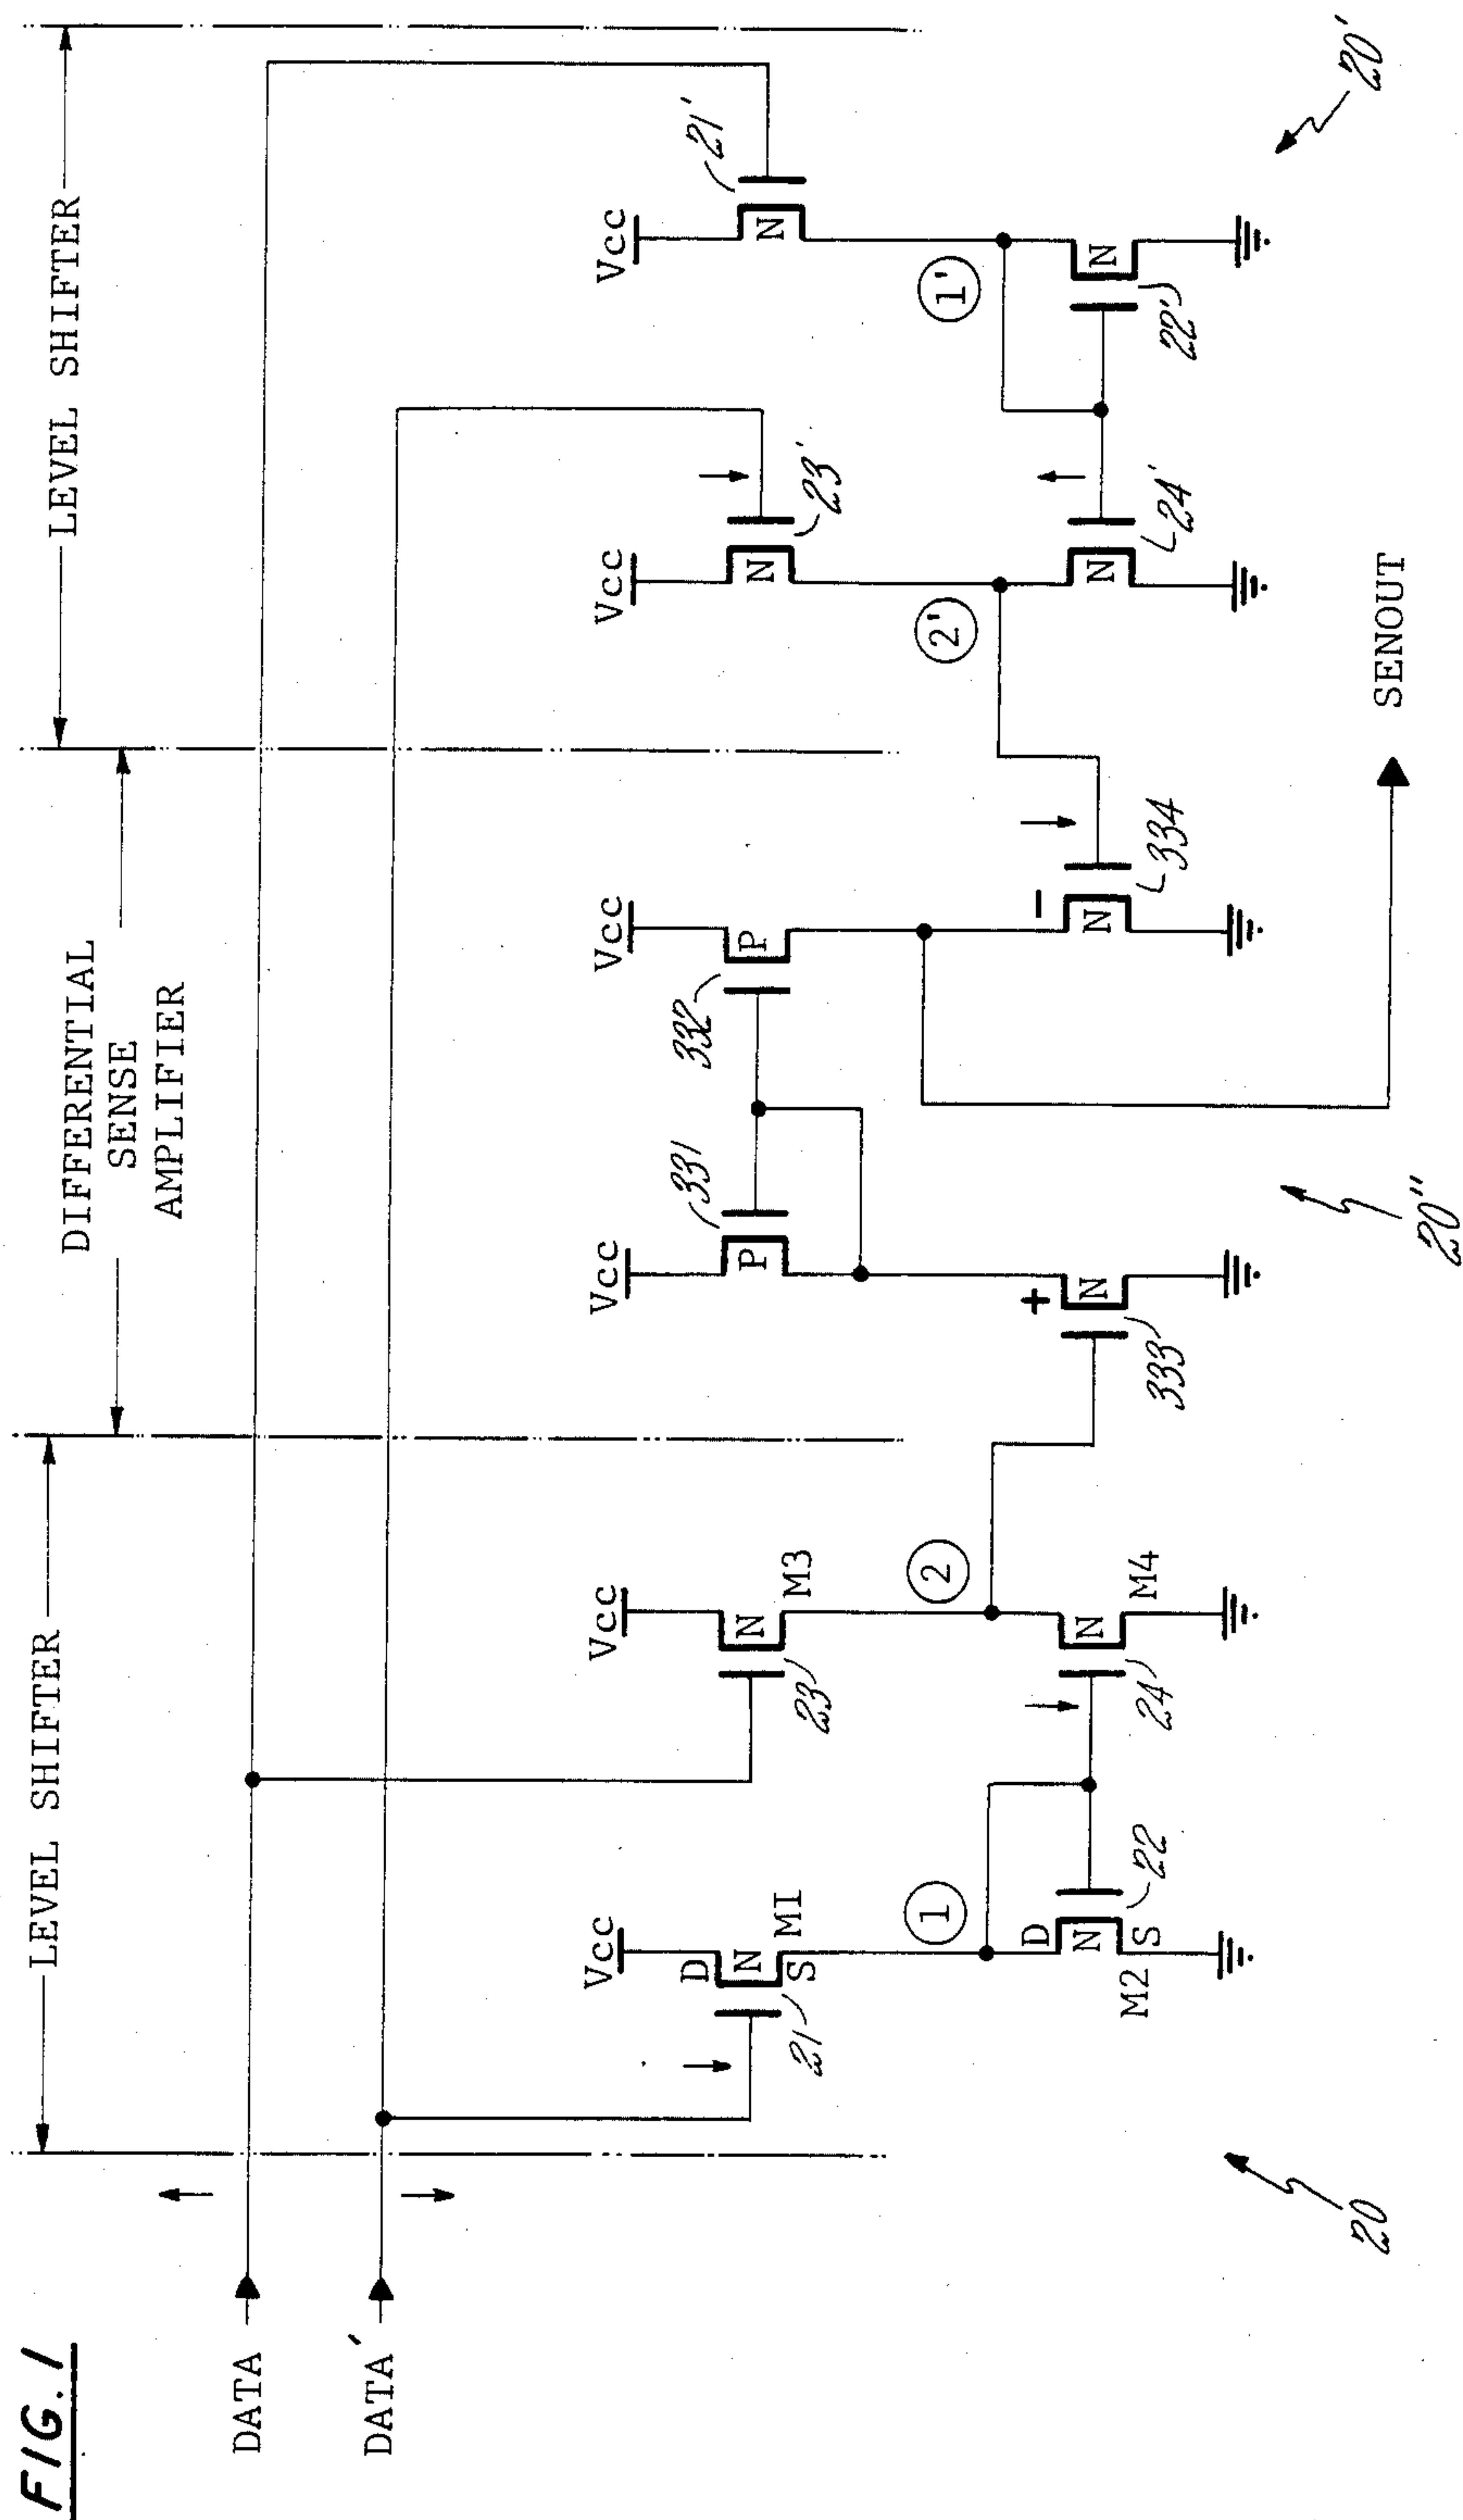 FIG. 1
LEVEL SHIFTER
DIFFERENTIAL
SENSE
AMPLIFIER
LEVEL SHIFTER
DATA
DATA'
Vcc
Vcc
Vcc
Vcc
Vcc
Vcc
D
N
S
M1
21
N
M3
23
P
331
332
P
N
23'
N
21'
1
2
2'
1'
D
N
S
M2
22
N
M4
24
+
N
333
−
N
334
N
24'
N
22'
SENOUT
20
20"
20'